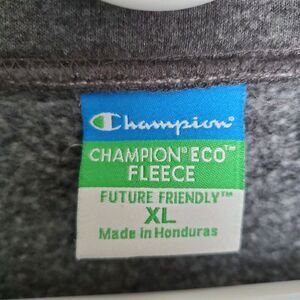 Champion
CHAMPION® ECO™
FLEECE
FUTURE FRIENDLY™
XL
Made in Honduras